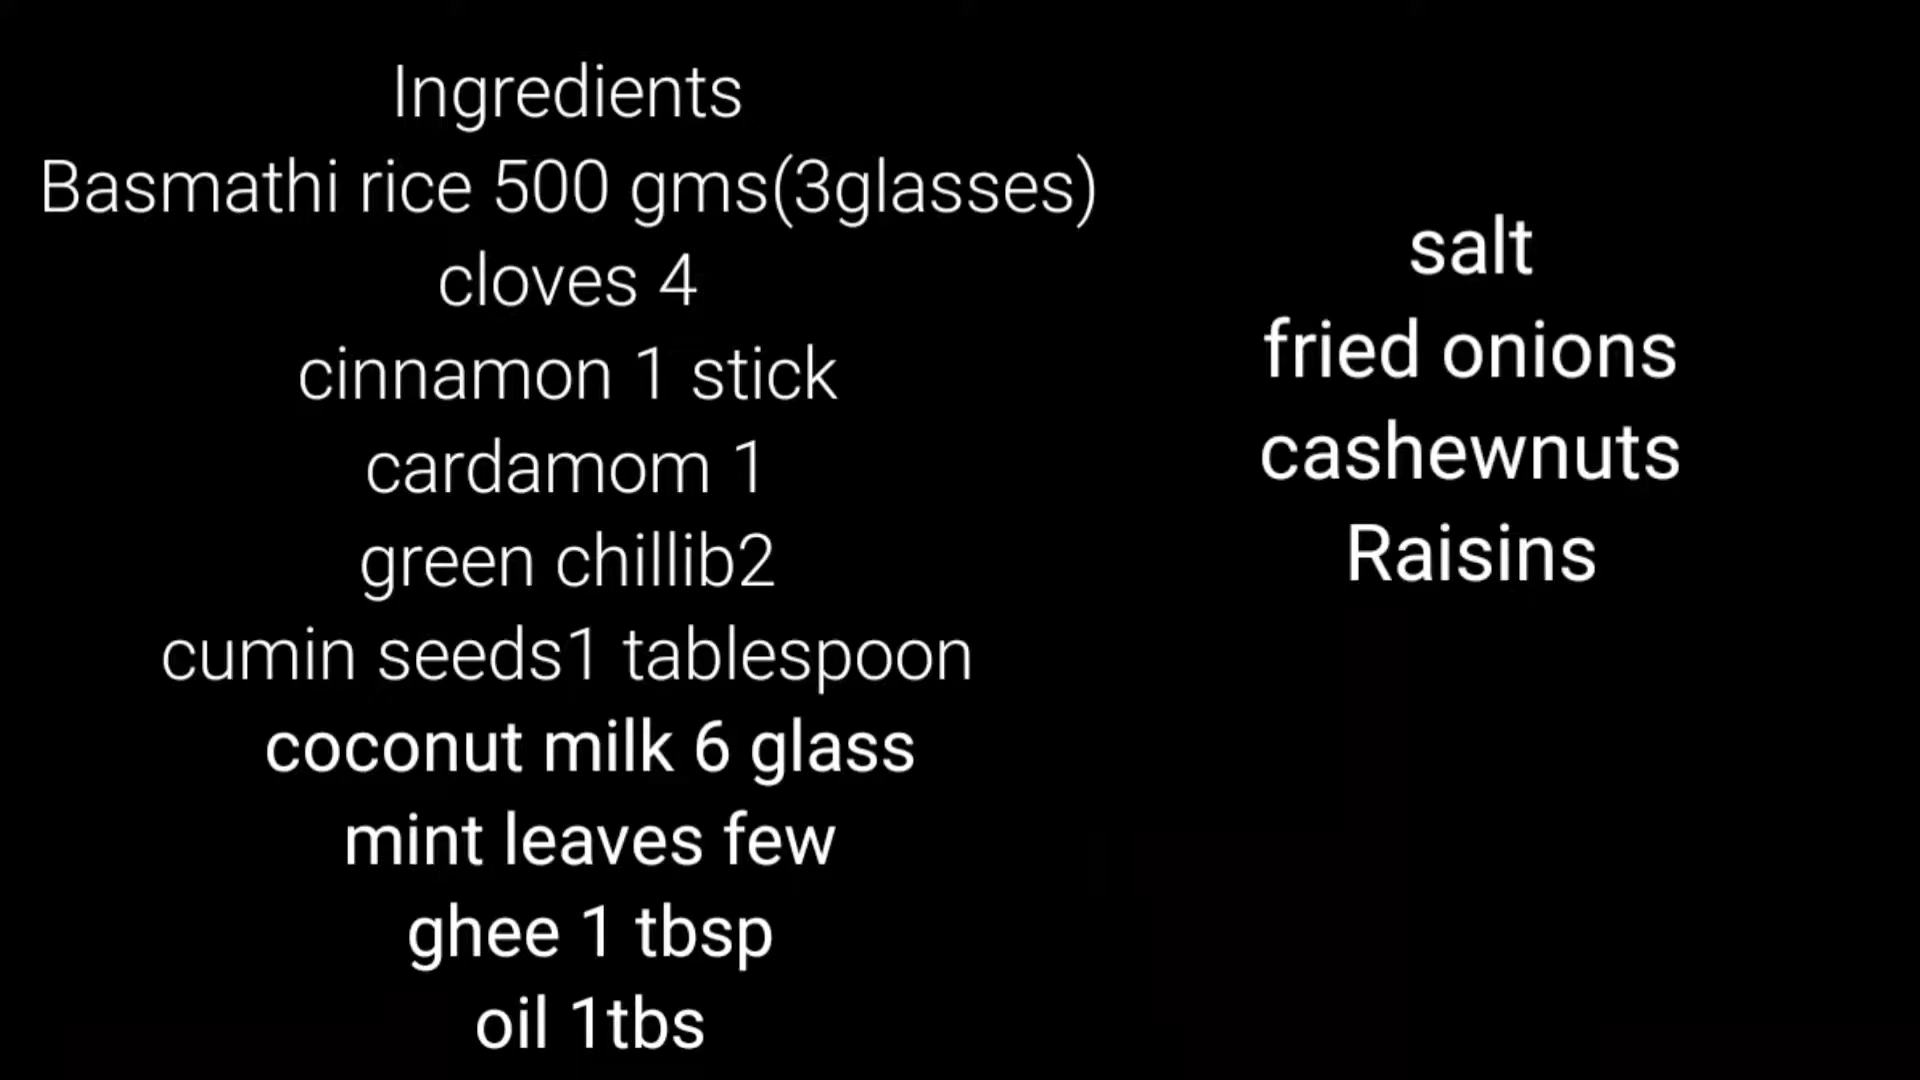 Ingredients
Basmathi rice 500 gms(3glasses)
cloves 4
cinnamon 1 stick
cardamom 1
green chillib2
cumin seeds1 tablespoon
coconut milk 6 glass
mint leaves few
ghee 1 tbsp
oil 1tbs
salt
fried onions
cashewnuts
Raisins